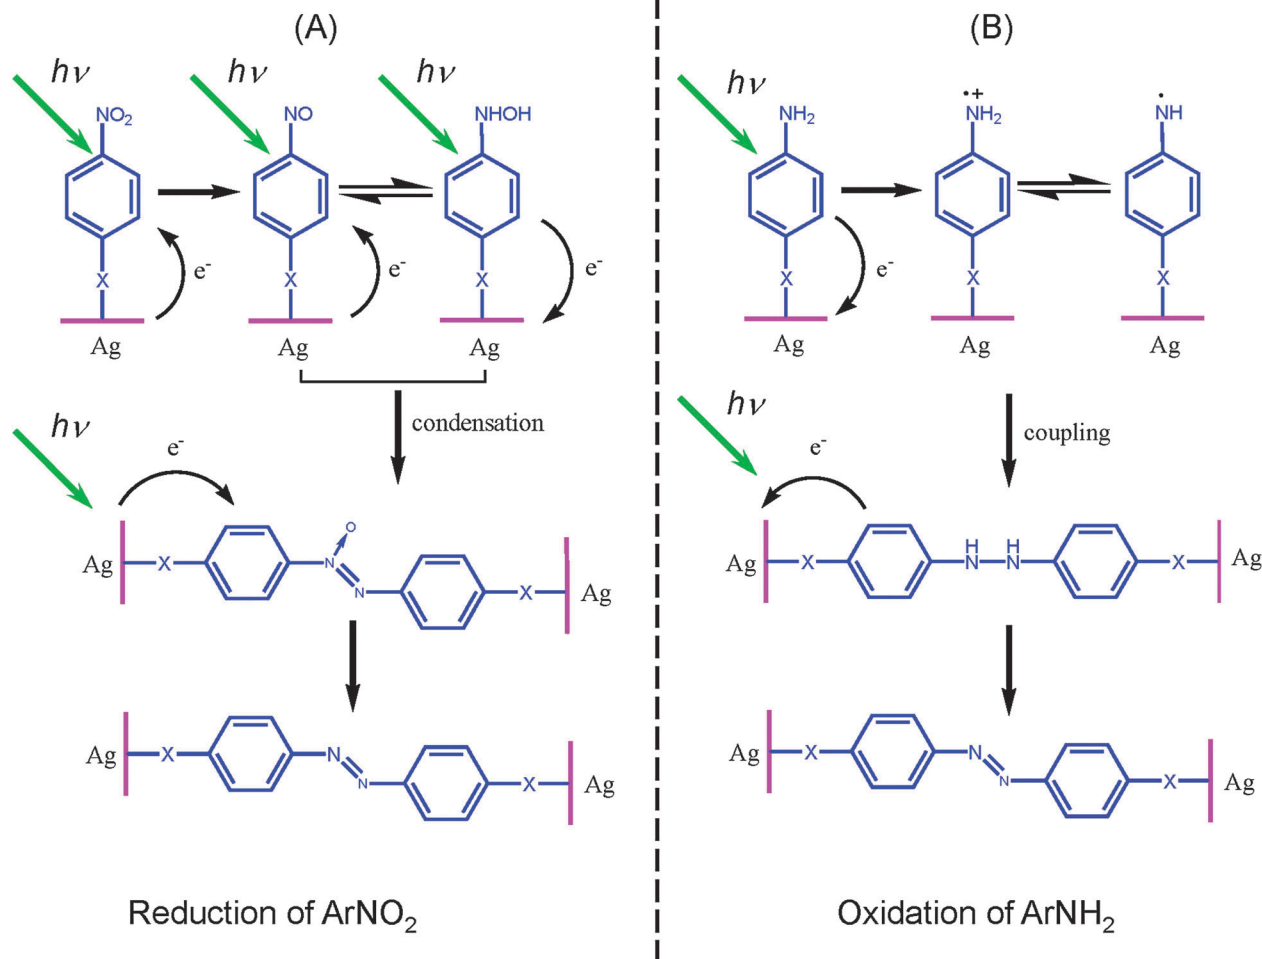 (A)
hν hν hν
NO2 NO NHOH
e- e- e-
X X X
Ag Ag Ag
condensation
hν
e-
O
Ag X N N X Ag
Ag X N N X Ag
Reduction of ArNO2
(B)
hν
NH2 •+ NH2 • NH
e-
X X X
Ag Ag Ag
coupling
hν
e-
H H
Ag X N N X Ag
Ag X N N X Ag
Oxidation of ArNH2